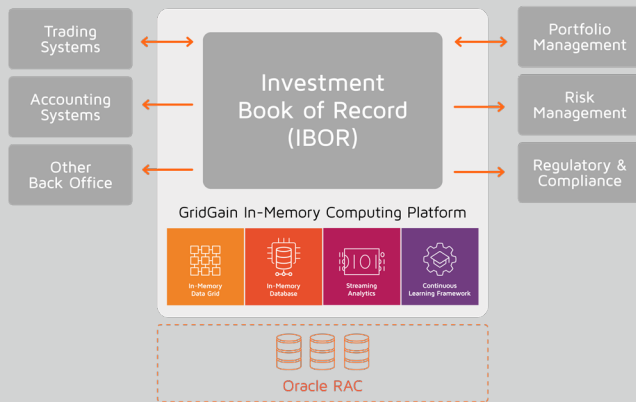 Trading
Systems
Accounting
Systems
Other
Back Office
Investment
Book of Record
(IBOR)
Portfolio
Management
Risk
Management
Regulatory &
Compliance
GridGain In-Memory Computing Platform
In-Memory
Data Grid
In-Memory
Database
Streaming
Analytics
Continuous
Learning Framework
Oracle RAC